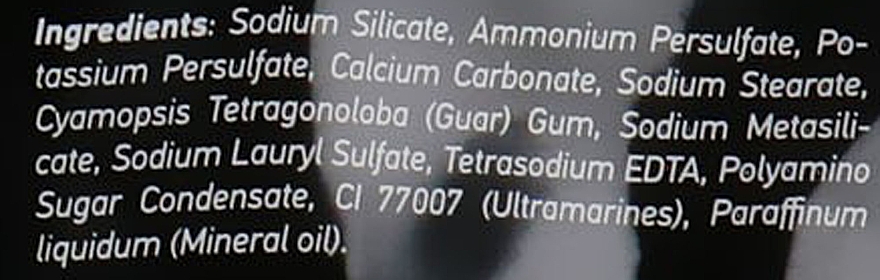 Ingredients: Sodium Silicate, Ammonium Persulfate, Po-
tassium Persulfate, Calcium Carbonate, Sodium Stearate,
Cyamopsis Tetragonoloba (Guar) Gum, Sodium Metasili-
cate, Sodium Lauryl Sulfate, Tetrasodium EDTA, Polyamino
Sugar Condensate, CI 77007 (Ultramarines), Paraffinum
liquidum (Mineral oil).